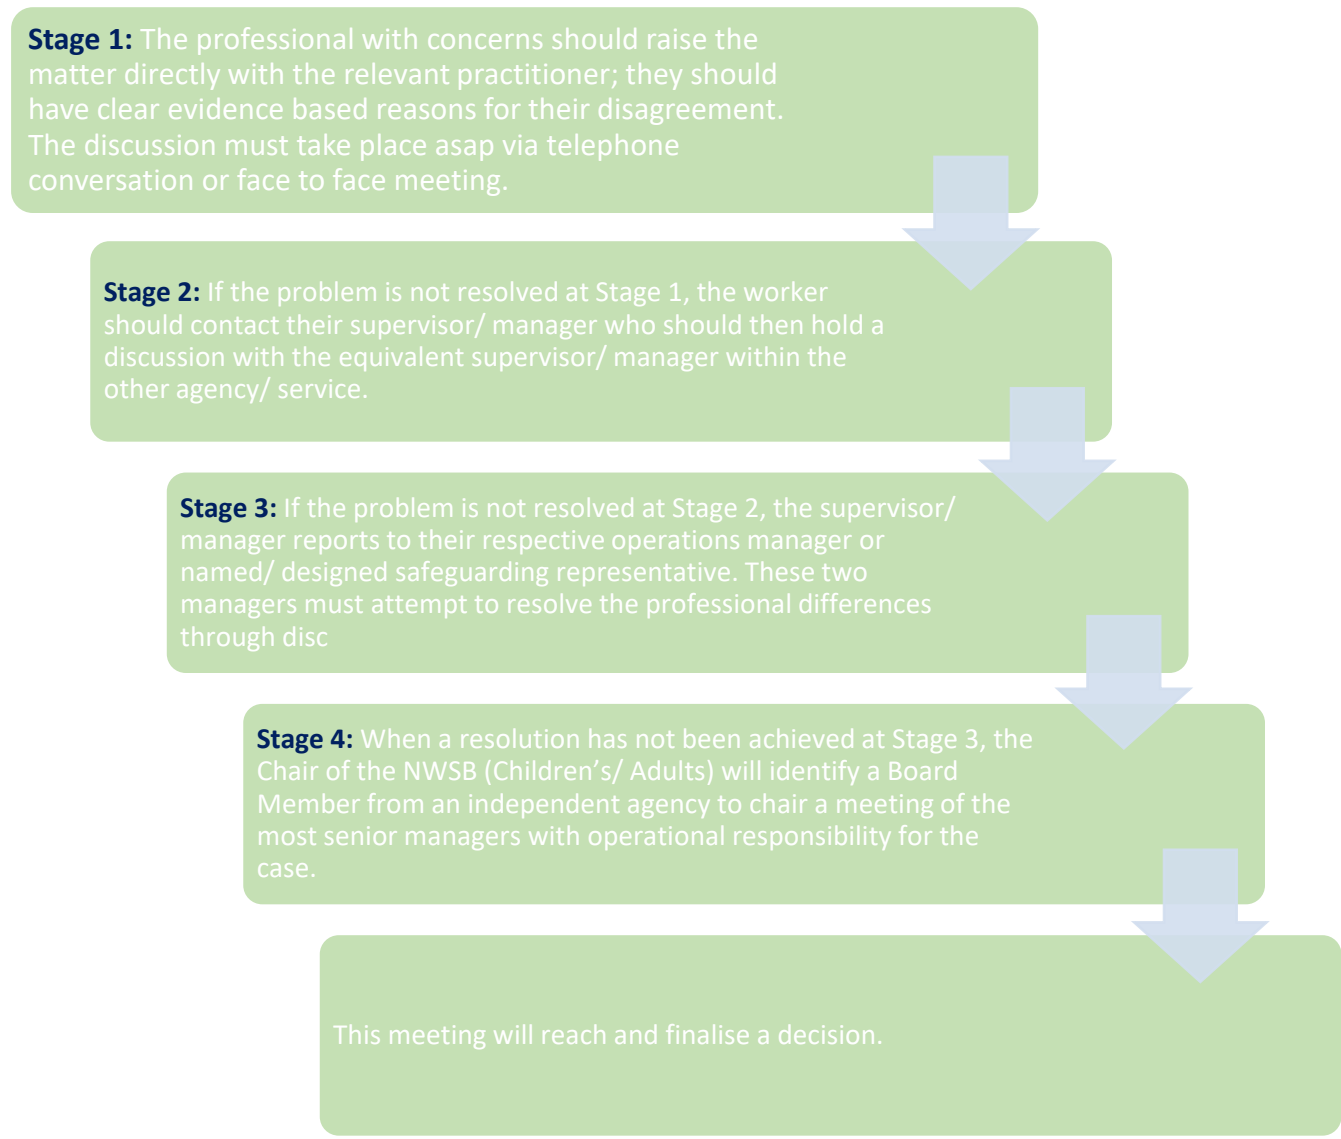 Stage 1: The professional with concerns should raise the
matter directly with the relevant practitioner; they should
have clear evidence based reasons for their disagreement.
The discussion must take place asap via telephone
conversation or face to face meeting.
Stage 2: If the problem is not resolved at Stage 1, the worker
should contact their supervisor/ manager who should then hold a
discussion with the equivalent supervisor/ manager within the
other agency/ service.
Stage 3: If the problem is not resolved at Stage 2, the supervisor/
manager reports to their respective operations manager or
named/ designed safeguarding representative. These two
managers must attempt to resolve the professional differences
through disc
Stage 4: When a resolution has not been achieved at Stage 3, the
Chair of the NWSB (Children’s/ Adults) will identify a Board
Member from an independent agency to chair a meeting of the
most senior managers with operational responsibility for the
case.
This meeting will reach and finalise a decision.